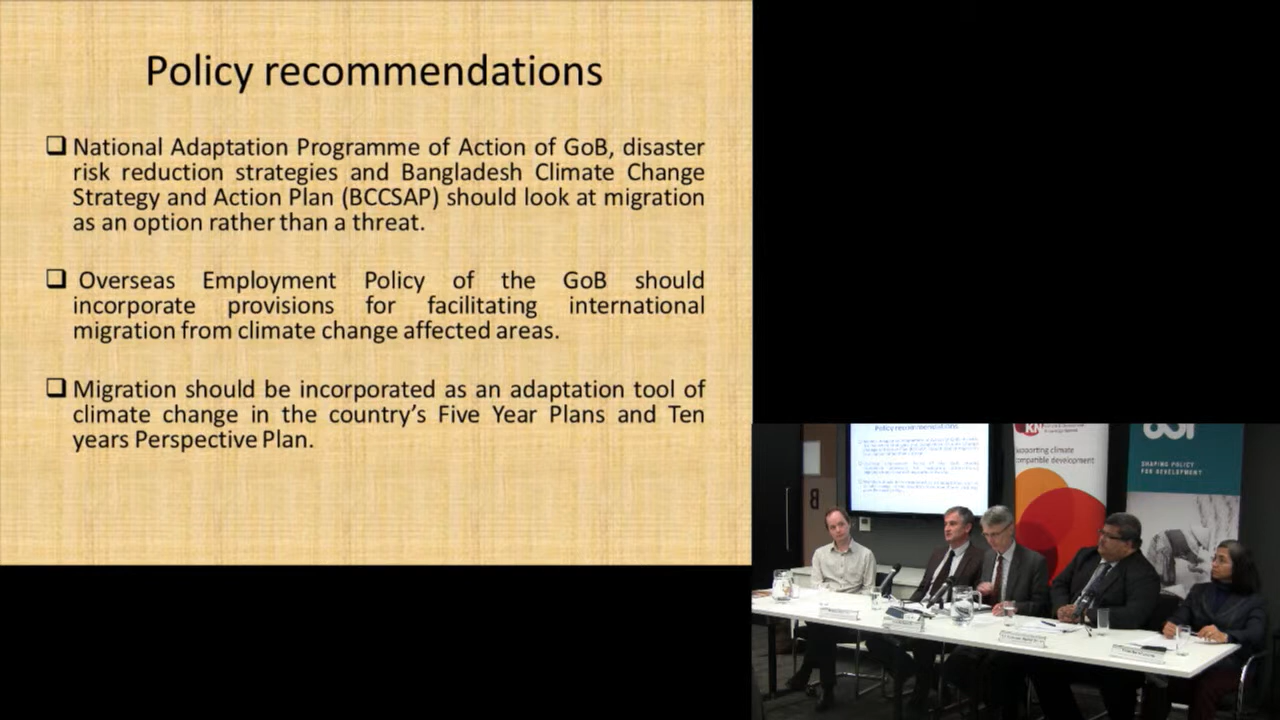 Policy recommendations
❑ National Adaptation Programme of Action of GoB, disaster
risk reduction strategies and Bangladesh Climate Change
Strategy and Action Plan (BCCSAP) should look at migration
as an option rather than a threat.
❑ Overseas Employment Policy of the GoB should
incorporate provisions for facilitating international
migration from climate change affected areas.
❑ Migration should be incorporated as an adaptation tool of
climate change in the country’s Five Year Plans and Ten
years Perspective Plan.
Policy recommendations
supporting climate
compatible development
SHAPING POLICY
FOR DEVELOPMENT
B